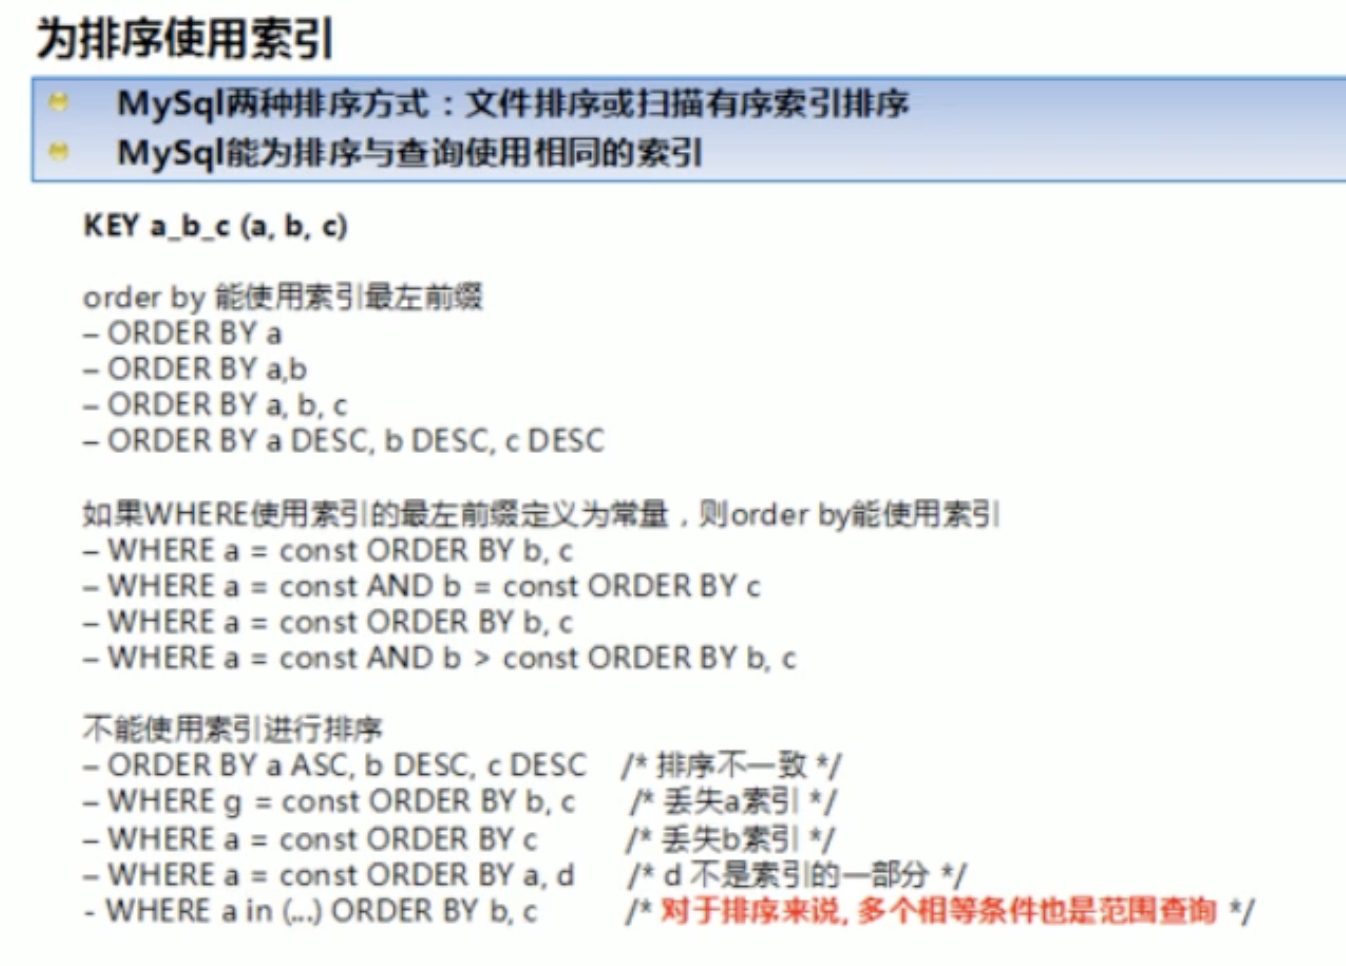 为排序使用索引
MySql两种排序方式：文件排序或扫描有序索引排序
MySql能为排序与查询使用相同的索引
KEY a_b_c (a, b, c)
order by 能使用索引最左前缀
– ORDER BY a
– ORDER BY a,b
– ORDER BY a, b, c
– ORDER BY a DESC, b DESC, c DESC
如果WHERE使用索引的最左前缀定义为常量，则order by能使用索引
– WHERE a = const ORDER BY b, c
– WHERE a = const AND b = const ORDER BY c
– WHERE a = const ORDER BY b, c
– WHERE a = const AND b > const ORDER BY b, c
不能使用索引进行排序
– ORDER BY a ASC, b DESC, c DESC /* 排序不一致 */
– WHERE g = const ORDER BY b, c /* 丢失a索引 */
– WHERE a = const ORDER BY c /* 丢失b索引 */
– WHERE a = const ORDER BY a, d /* d 不是索引的一部分 */
- WHERE a in (...) ORDER BY b, c /* 对于排序来说, 多个相等条件也是范围查询 */